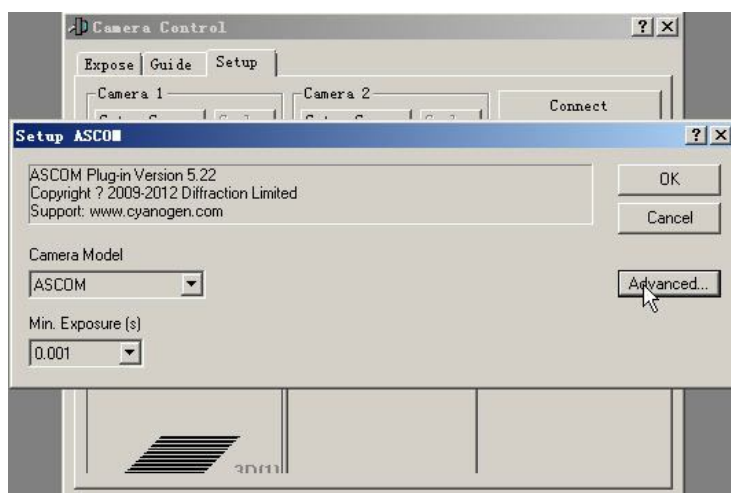 Camera Control
Expose Guide Setup
Camera 1 Camera 2
Connect
Setup ASCOM
ASCOM Plug-in Version 5.22
Copyright ? 2009-2012 Diffraction Limited
Support: www.cyanogen.com
OK
Cancel
Camera Model
ASCOM
Advanced...
Min. Exposure (s)
0.001